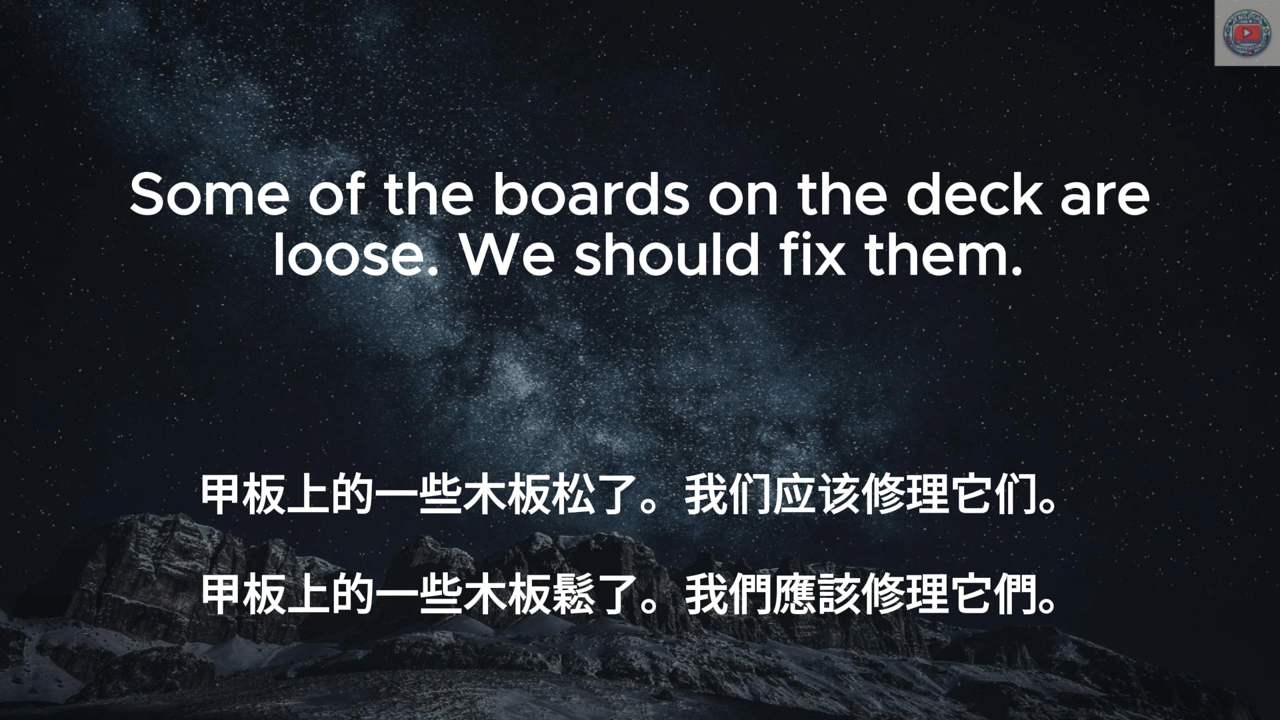 Some of the boards on the deck are
loose. We should fix them.
甲板上的一些木板松了。我们应该修理它们。
甲板上的一些木板鬆了。我們應該修理它們。